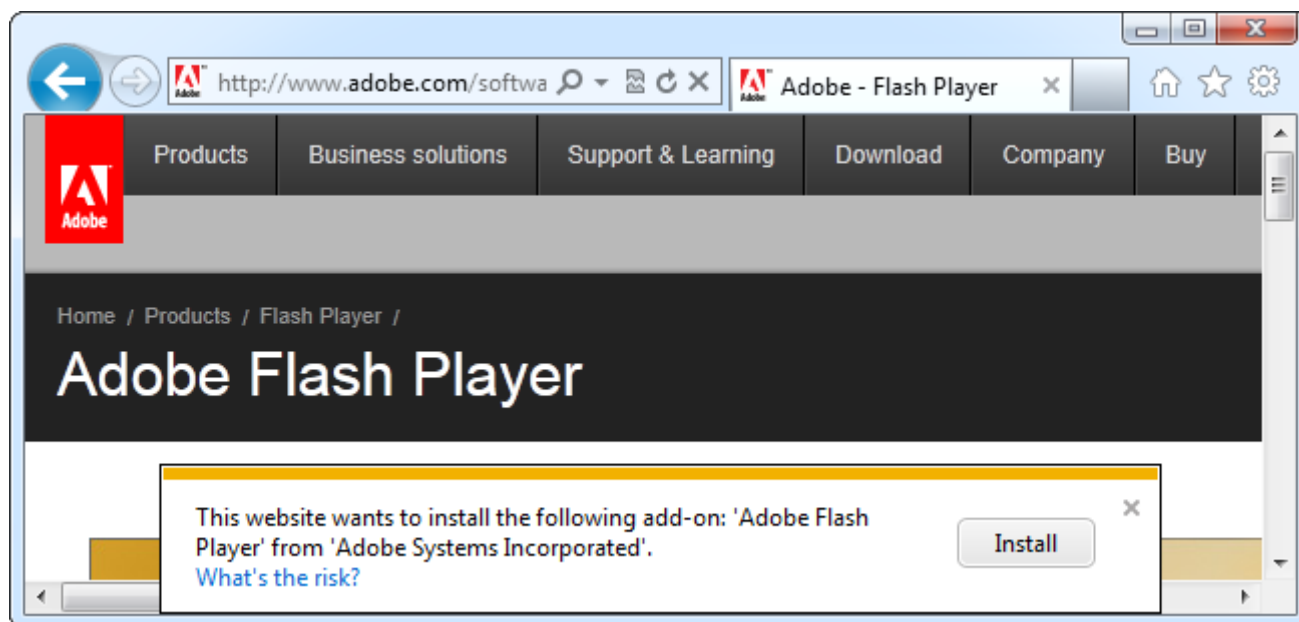 http://www.adobe.com/softwa
Adobe - Flash Player
Products Business solutions Support & Learning Download Company Buy
Adobe
Home / Products / Flash Player /
Adobe Flash Player
This website wants to install the following add-on: 'Adobe Flash
Player' from 'Adobe Systems Incorporated'.
What's the risk?
Install